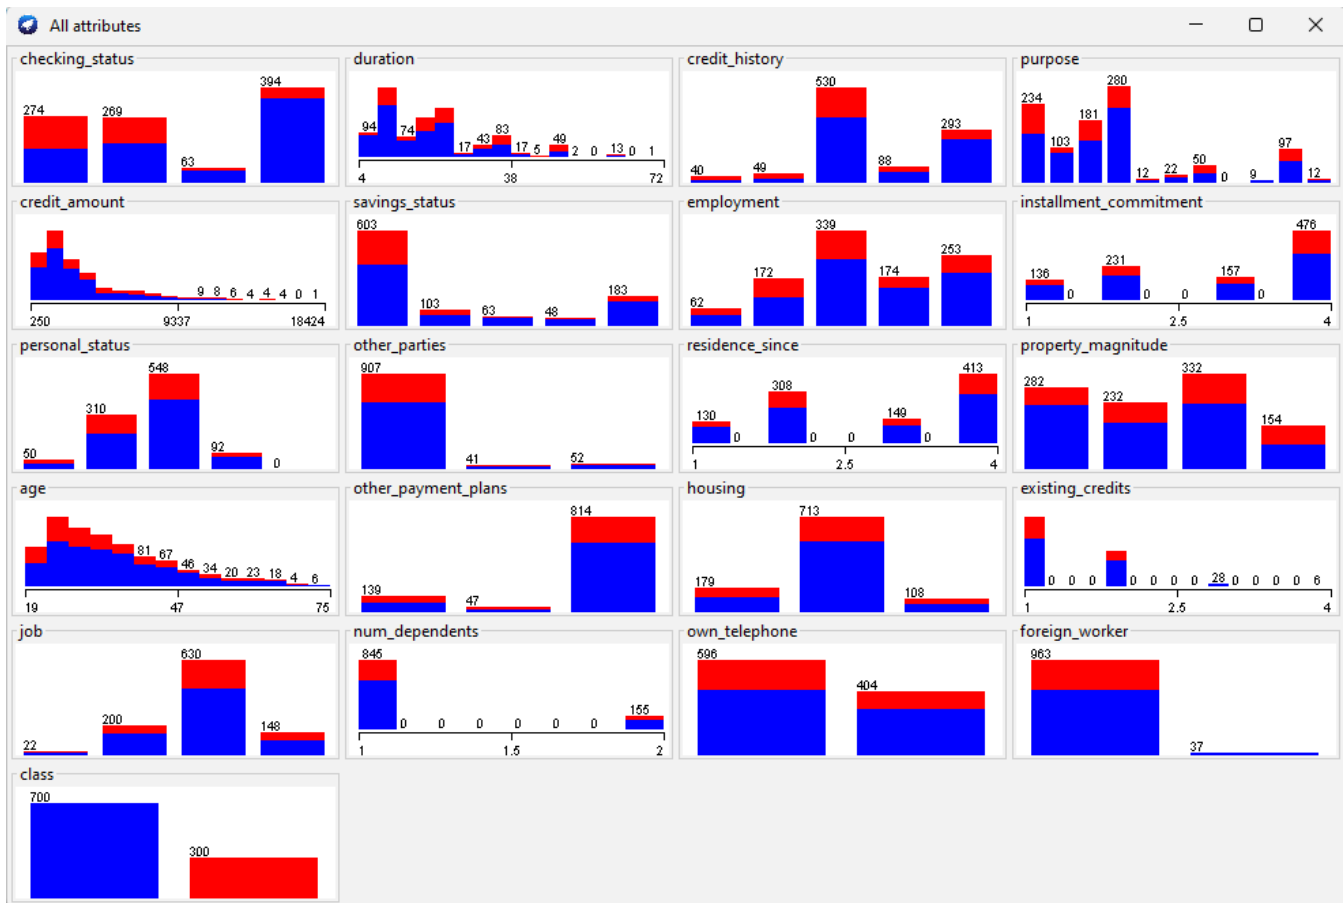 All attributes
checking_status
274 269 63 394
duration
94 74 17 43 83 17 5 49 2 0 13 0 1
4 38 72
credit_history
40 49 530 88 293
purpose
234 103 181 280 12 22 50 0 9 97 12
credit_amount
9 8 6 4 4 4 0 1
250 9337 18424
savings_status
603 103 63 48 183
employment
62 172 339 174 253
installment_commitment
136 0 231 0 0 157 0 476
1 2.5 4
personal_status
50 310 548 92 0
other_parties
907 41 52
residence_since
130 0 308 0 0 149 0 413
1 2.5 4
property_magnitude
282 232 332 154
age
81 67 46 34 20 23 18 4 6
19 47 75
other_payment_plans
139 47 814
housing
179 713 108
existing_credits
0 0 0 0 0 0 28 0 0 0 0 6
1 2.5 4
job
22 200 630 148
num_dependents
845 0 0 0 0 0 0 155
1 1.5 2
own_telephone
596 404
foreign_worker
963 37
class
700 300